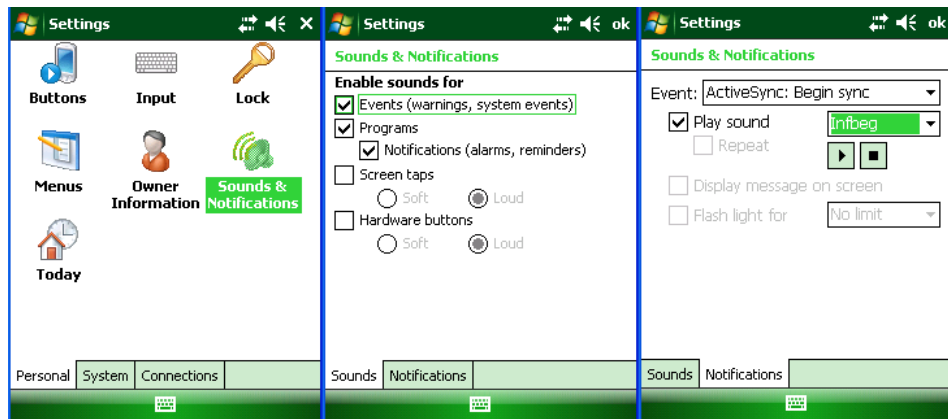 Settings
Buttons
Input
Lock
Menus
Owner
Information
Sounds &
Notifications
Today
Personal
System
Connections
Settings
ok
Sounds & Notifications
Enable sounds for
Events (warnings, system events)
Programs
Notifications (alarms, reminders)
Screen taps
Soft
Loud
Hardware buttons
Soft
Loud
Sounds
Notifications
Settings
ok
Sounds & Notifications
Event: ActiveSync: Begin sync
Play sound
Infbeg
Repeat
Display message on screen
Flash light for
No limit
Sounds
Notifications